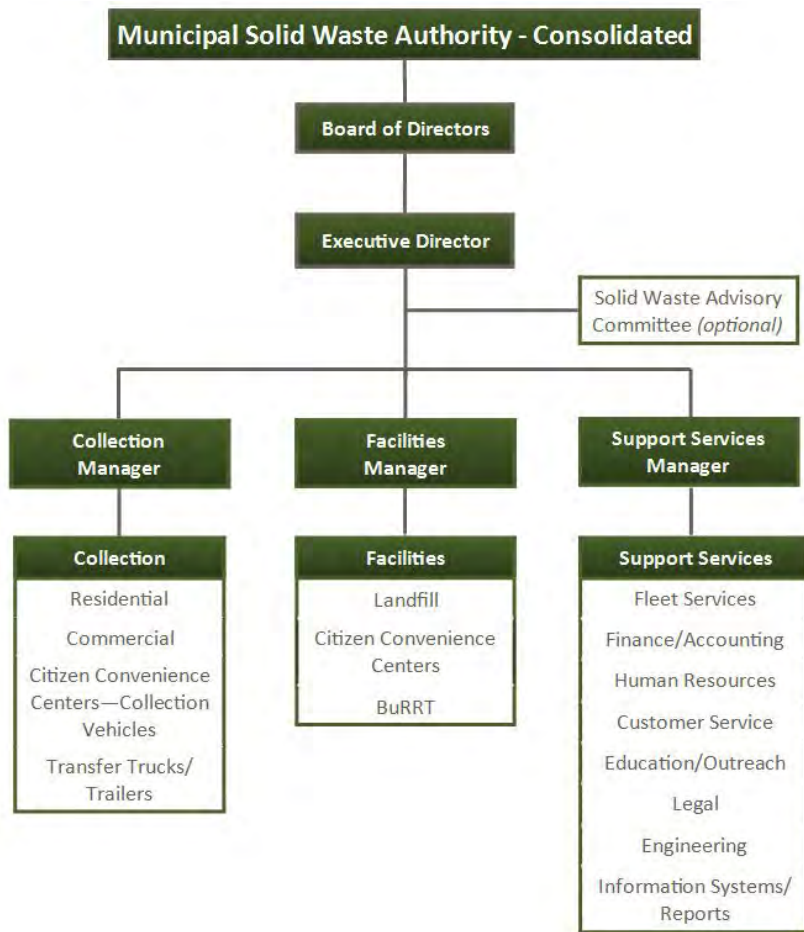 Municipal Solid Waste Authority - Consolidated
Board of Directors
Executive Director
Solid Waste Advisory
Committee (optional)
Collection
Manager
Facilities
Manager
Support Services
Manager
Collection
Residential
Commercial
Citizen Convenience
Centers—Collection
Vehicles
Transfer Trucks/
Trailers
Facilities
Landfill
Citizen Convenience
Centers
BuRRT
Support Services
Fleet Services
Finance/Accounting
Human Resources
Customer Service
Education/Outreach
Legal
Engineering
Information Systems/
Reports